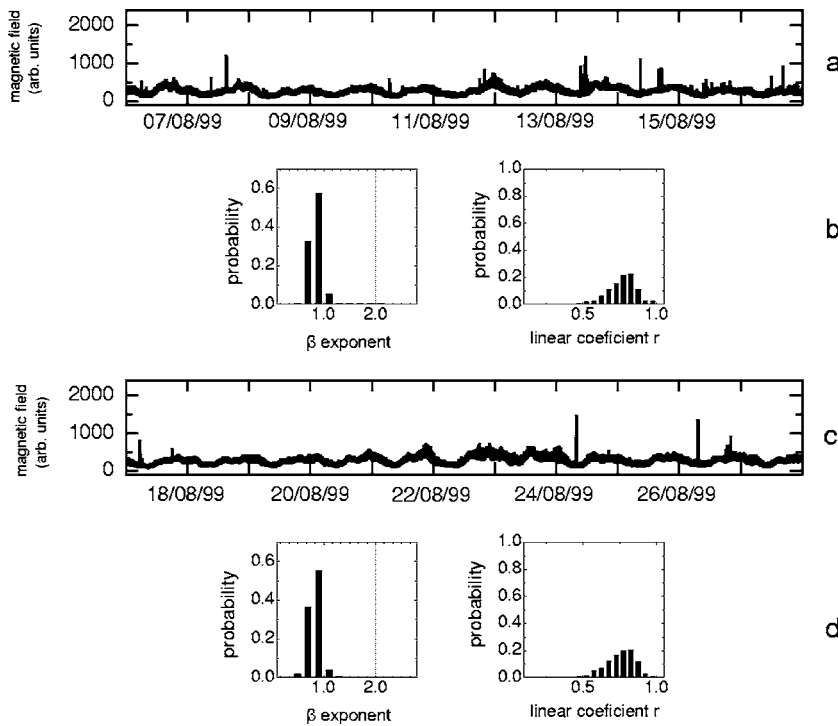 magnetic field
(arb. units)
2000
1000
0
07/08/99 09/08/99 11/08/99 13/08/99 15/08/99
a
probability
0.6
0.4
0.2
0.0
1.0 2.0
β exponent
probability
1.0
0.8
0.6
0.4
0.2
0.0
0.5 1.0
linear coeficient r
b
magnetic field
(arb. units)
2000
1000
0
18/08/99 20/08/99 22/08/99 24/08/99 26/08/99
c
probability
0.6
0.4
0.2
0.0
1.0 2.0
β exponent
probability
1.0
0.8
0.6
0.4
0.2
0.0
0.5 1.0
linear coeficient r
d